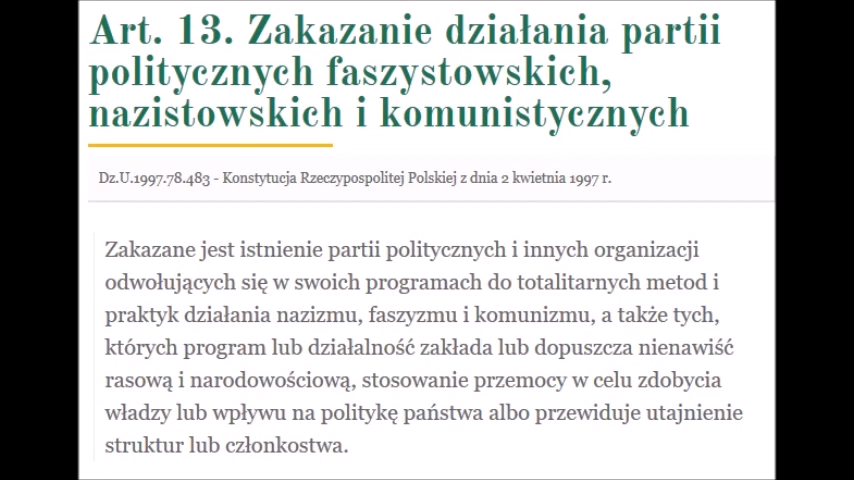 Art. 13. Zakazanie działania partii
politycznych faszystowskich,
nazistowskich i komunistycznych
Dz.U.1997.78.483 - Konstytucja Rzeczypospolitej Polskiej z dnia 2 kwietnia 1997 r.
Zakazane jest istnienie partii politycznych i innych organizacji
odwołujących się w swoich programach do totalitarnych metod i
praktyk działania nazizmu, faszyzmu i komunizmu, a także tych,
których program lub działalność zakłada lub dopuszcza nienawiść
rasową i narodowościową, stosowanie przemocy w celu zdobycia
władzy lub wpływu na politykę państwa albo przewiduje utajnienie
struktur lub członkostwa.